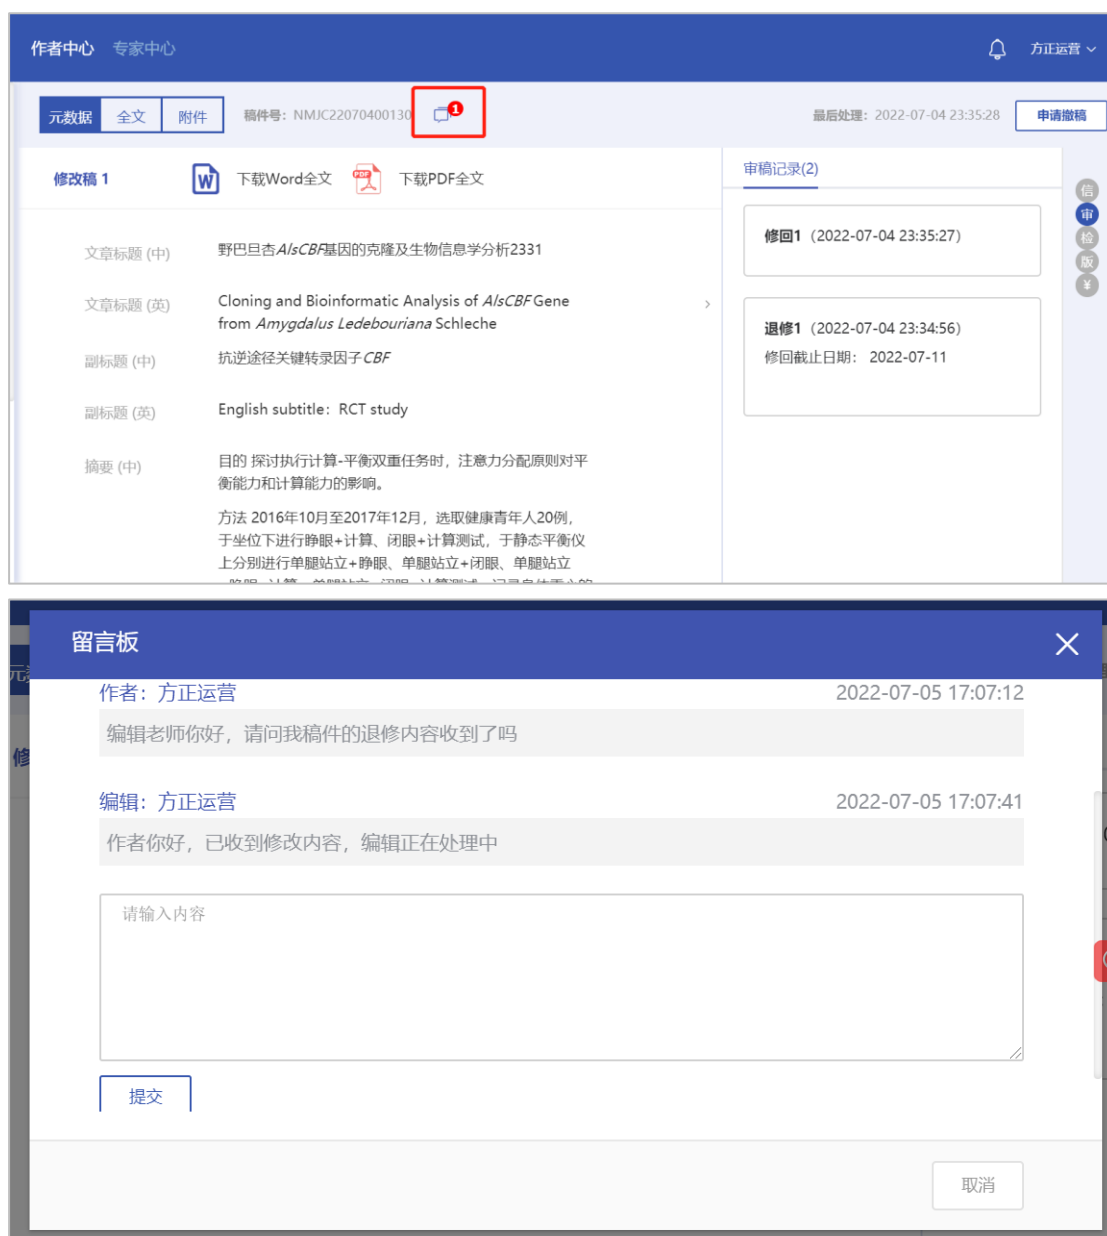 作者中心 专家中心 方正运营
元数据 全文 附件 稿件号：NMJC22070400130 1 最后处理：2022-07-04 23:35:28 申请撤稿
修改稿 1 下载Word全文 下载PDF全文
审稿记录(2)
信
审
检
版
¥
修回1（2022-07-04 23:35:27）
退修1（2022-07-04 23:34:56）
修回截止日期： 2022-07-11
文章标题 (中) 野巴旦杏AlsCBF基因的克隆及生物信息学分析2331
文章标题 (英) Cloning and Bioinformatic Analysis of AlsCBF Gene
from Amygdalus Ledebouriana Schleche
副标题 (中) 抗逆途径关键转录因子CBF
副标题 (英) English subtitle：RCT study
摘要 (中) 目的 探讨执行计算-平衡双重任务时，注意力分配原则对平
衡能力和计算能力的影响。
方法 2016年10月至2017年12月，选取健康青年人20例，
于坐位下进行睁眼+计算、闭眼+计算测试，于静态平衡仪
上分别进行单腿站立+睁眼、单腿站立+闭眼、单腿站立
留言板
作者：方正运营 2022-07-05 17:07:12
编辑老师你好，请问我稿件的退修内容收到了吗
编辑：方正运营 2022-07-05 17:07:41
作者你好，已收到修改内容，编辑正在处理中
请输入内容
提交
取消